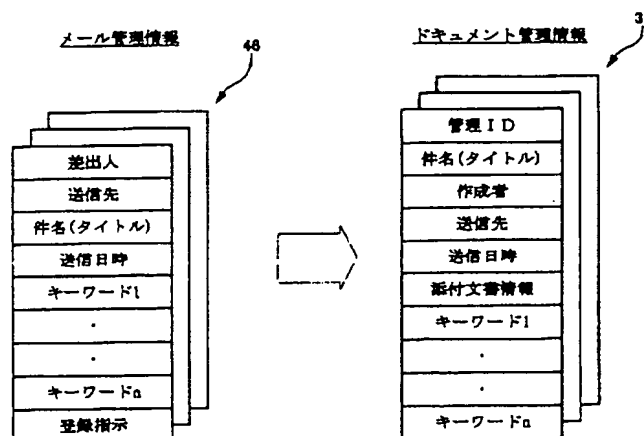 メール管理情報
46
差出人
送信先
件名(タイトル)
送信日時
キーワード1
・
・
キーワードn
登録指示
ドキュメント管理情報
3
管理ID
件名(タイトル)
作成者
送信先
送信日時
添付文書情報
キーワード1
・
・
・
キーワードn